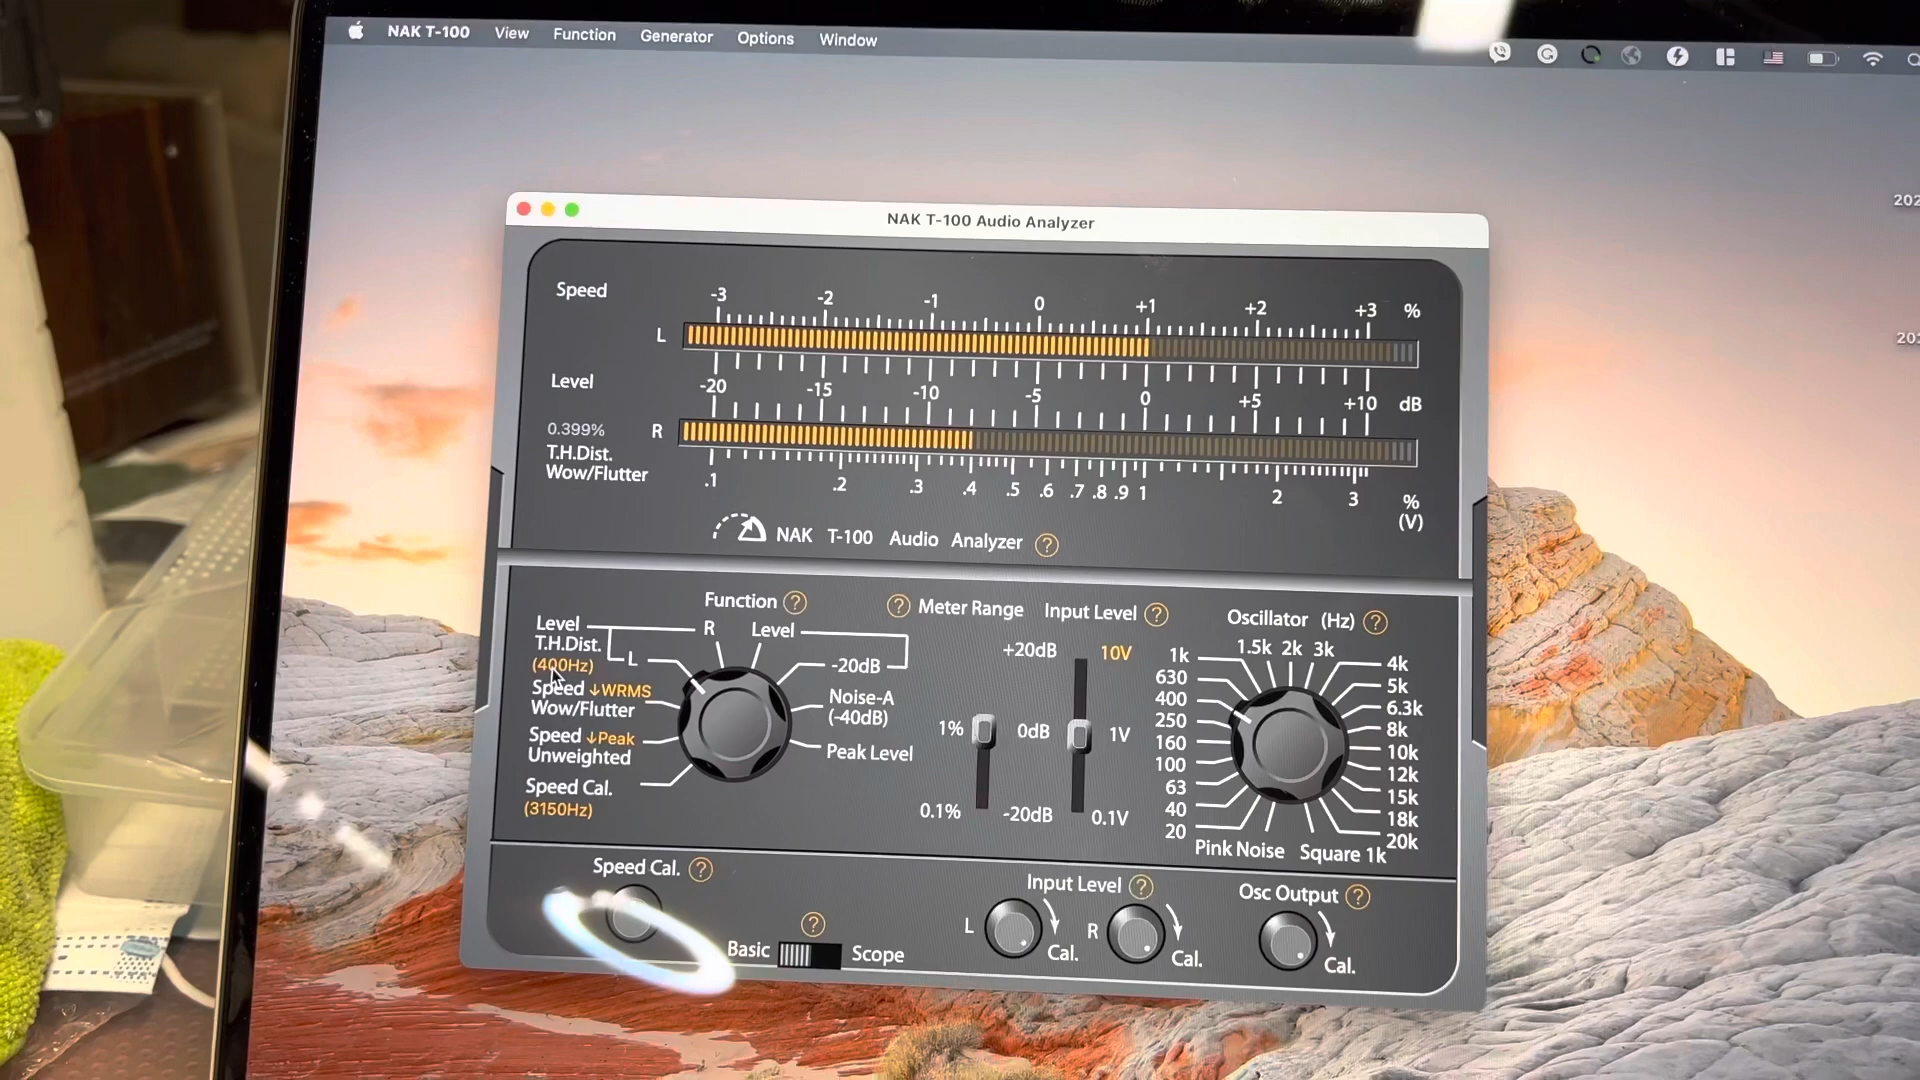 NAK T-100 View Function Generator Options Window
202
20
NAK T-100 Audio Analyzer
Speed
-3 -2 -1 0 +1 +2 +3 %
L
Level
-20 -15 -10 -5 0 +5 +10 dB
0.399%
R
T.H.Dist.
Wow/Flutter
.1 .2 .3 .4 .5 .6 .7 .8 .9 1 2 3 %
(V)
NAK T-100 Audio Analyzer ?
Function ?
Level
T.H.Dist.
(400Hz)
R
L
Level
-20dB
Speed ↓WRMS
Wow/Flutter
Noise-A
(-40dB)
Speed ↓Peak
Unweighted
Peak Level
Speed Cal.
(3150Hz)
? Meter Range
+20dB
1% 0dB
0.1% -20dB
Input Level ?
10V
1V
0.1V
Oscillator (Hz) ?
1k 1.5k 2k 3k 4k
630 5k
400 6.3k
250 8k
160 10k
100 12k
63 15k
40 18k
20 20k
Pink Noise Square 1k
Speed Cal. ?
?
Basic Scope
Input Level ?
L Cal. R Cal.
Osc Output ?
Cal.